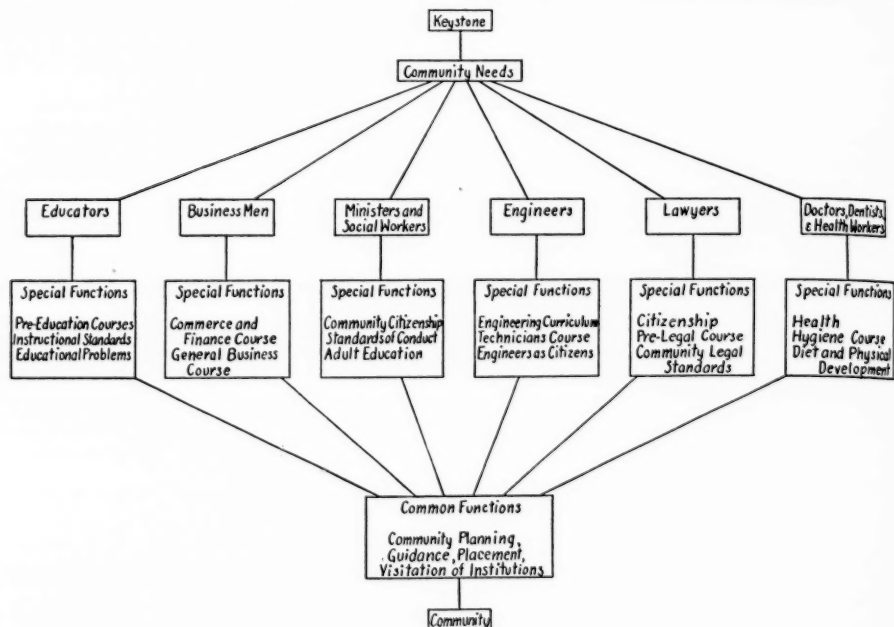 Keystone
Community Needs
Educators
Business Men
Ministers and
Social Workers
Engineers
Lawyers
Doctors, Dentists,
& Health Workers
Special Functions
Pre-Education Courses
Instructional Standards
Educational Problems
Special Functions
Commerce and
Finance Course
General Business
Course
Special Functions
Community Citizenship
Standards of Conduct
Adult Education
Special Functions
Engineering Curriculum
Technicians Course
Engineers as Citizens
Special Functions
Citizenship
Pre-Legal Course
Community Legal
Standards
Special Functions
Health
Hygiene Course
Diet and Physical
Development
Common Functions
Community Planning,
Guidance, Placement,
Visitation of Institutions
Community